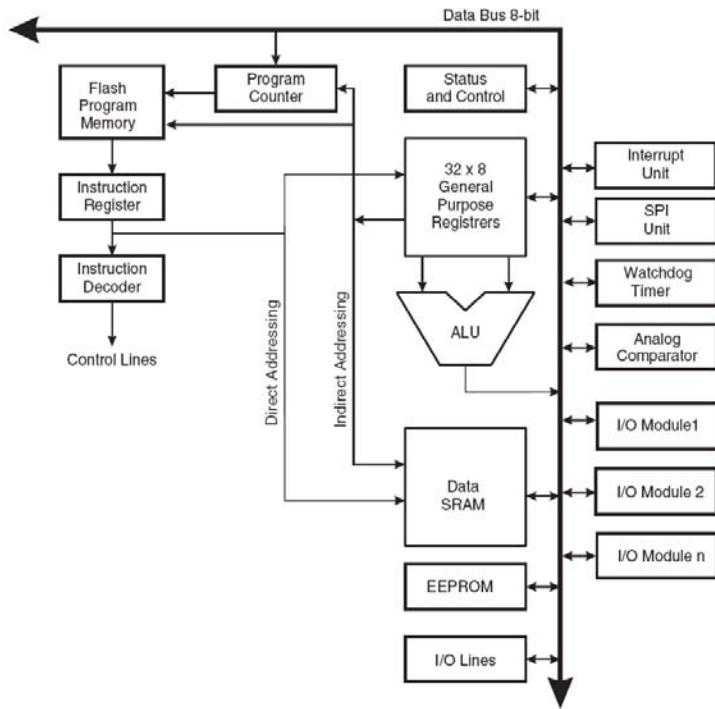 Data Bus 8-bit
Flash
Program
Memory
Program
Counter
Status
and Control
32 x 8
General
Purpose
Registrers
Instruction
Register
Instruction
Decoder
Control Lines
Direct Addressing
Indirect Addressing
ALU
Interrupt
Unit
SPI
Unit
Watchdog
Timer
Analog
Comparator
I/O Module1
Data
SRAM
I/O Module 2
I/O Module n
EEPROM
I/O Lines